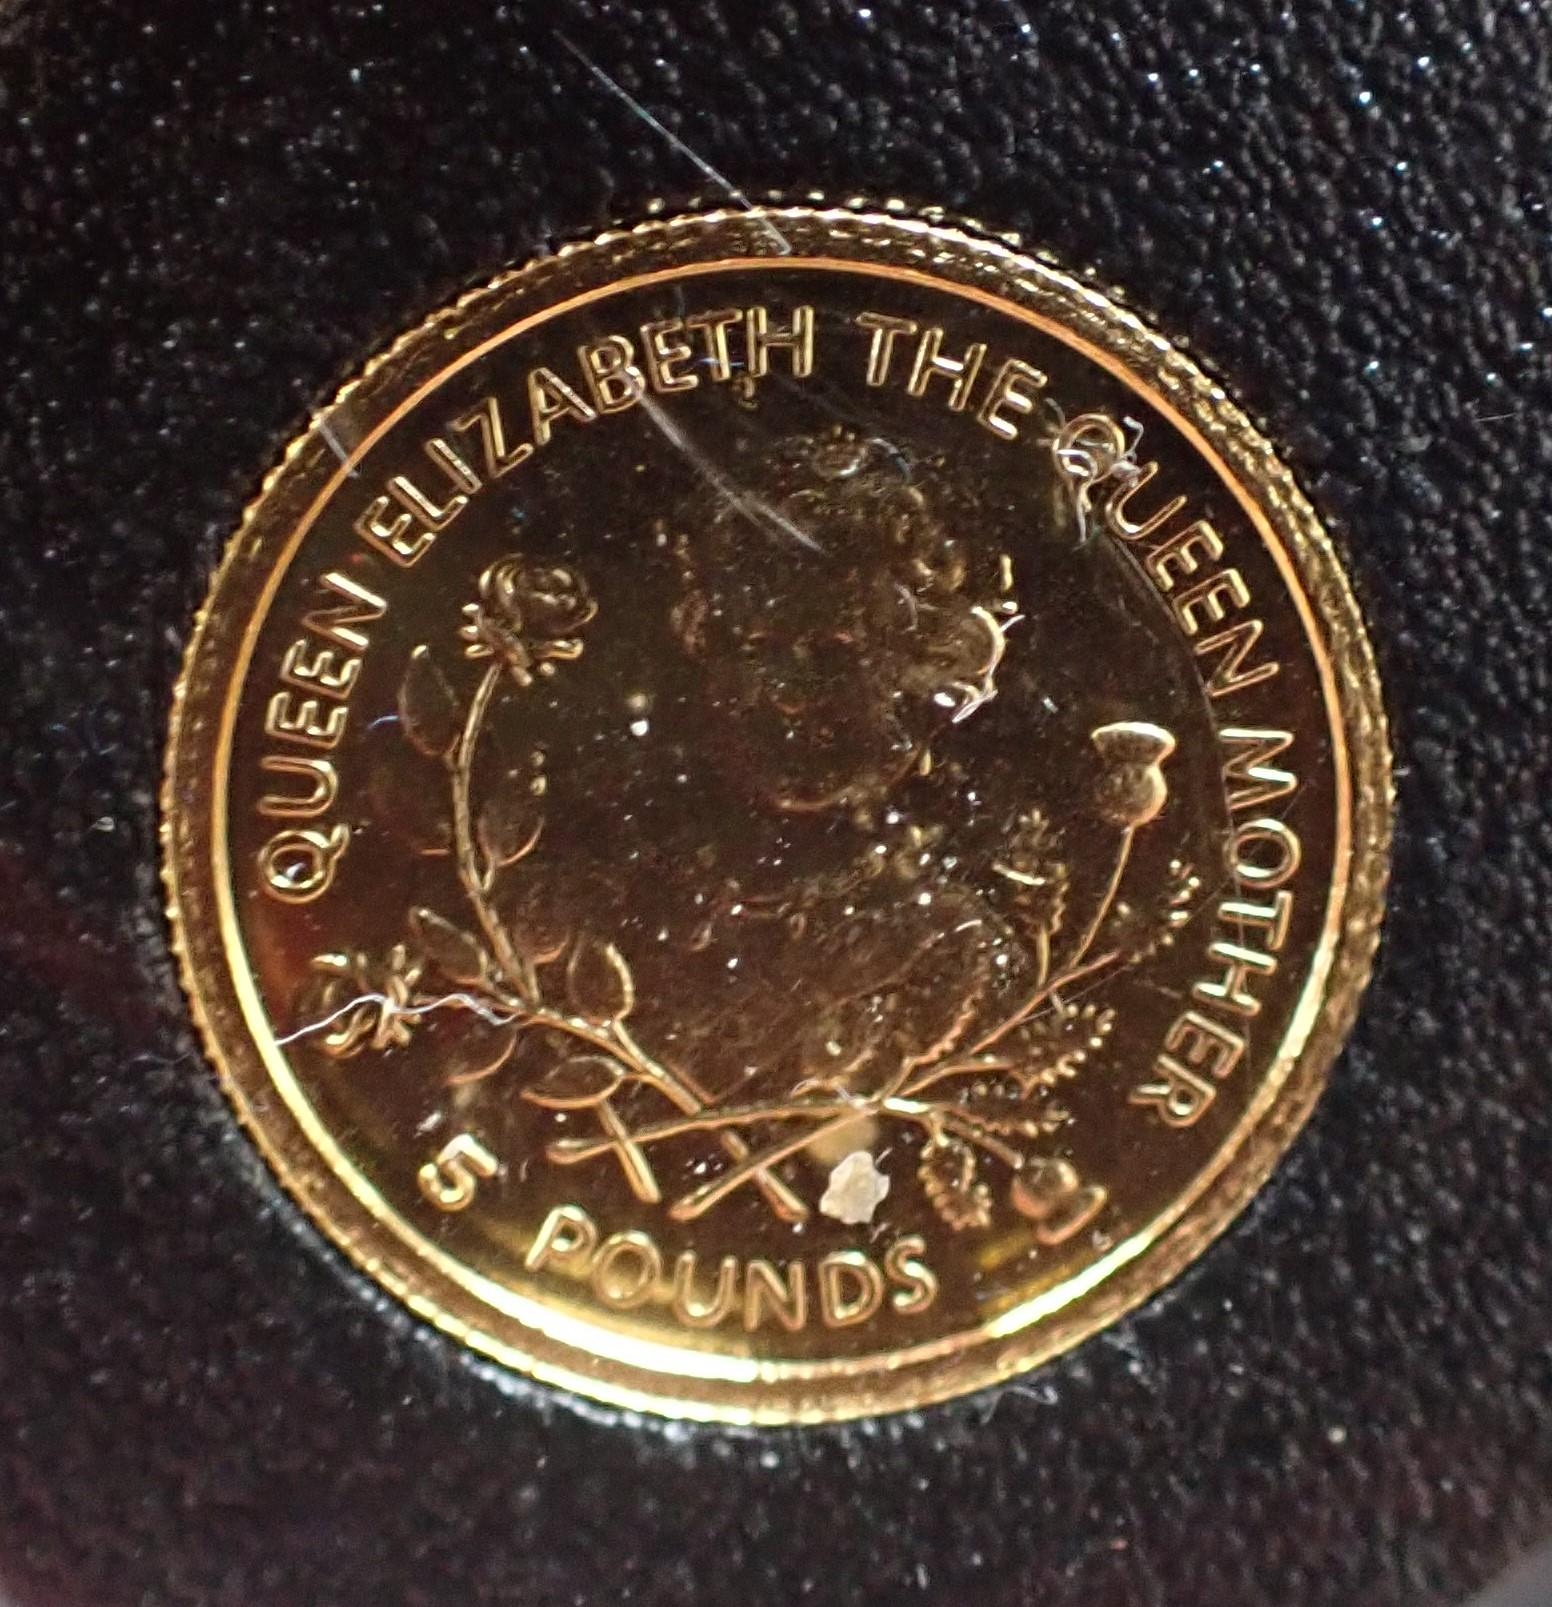 QUEEN ELIZABETH THE QUEEN MOTHER
5 POUNDS